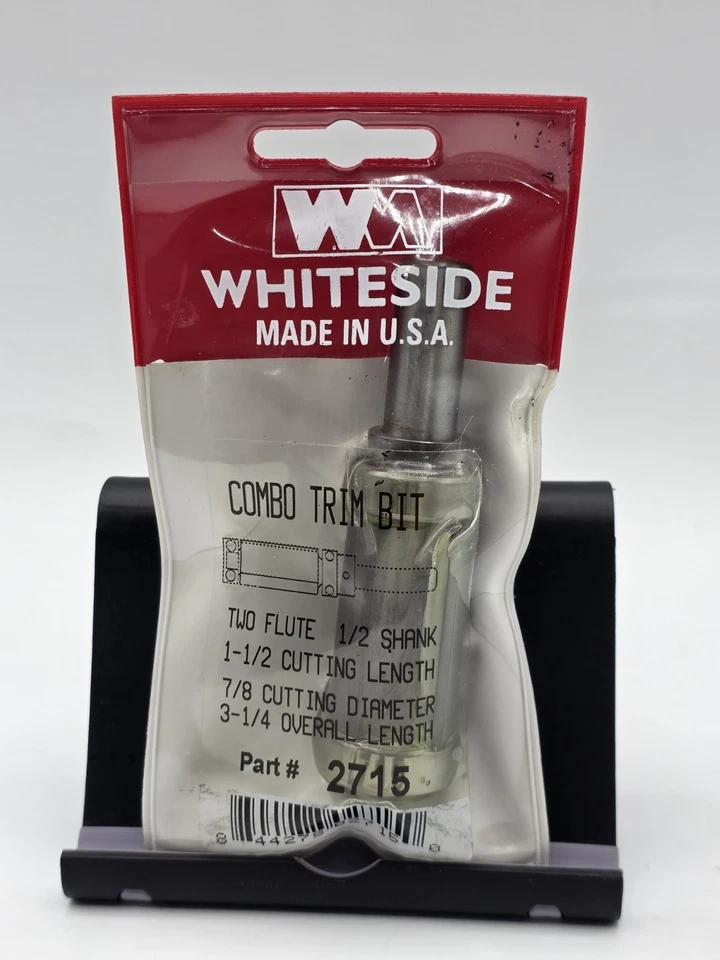 WHITESIDE
MADE IN U.S.A.
COMBO TRIM BIT
TWO FLUTE 1/2 SHANK
1-1/2 CUTTING LENGTH
7/8 CUTTING DIAMETER
3-1/4 OVERALL LENGTH
Part # 2715